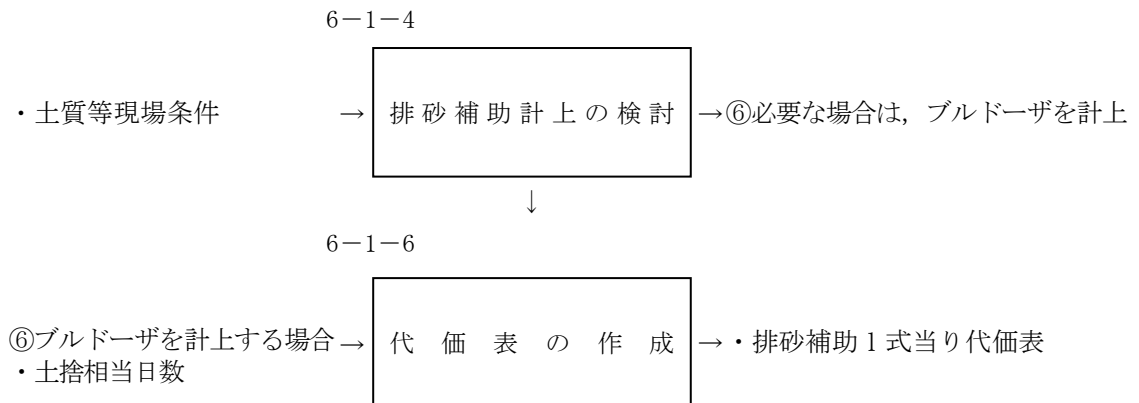 6-1-4
・土質等現場条件 → 排砂補助計上の検討 →⑥必要な場合は，ブルドーザを計上
↓
6-1-6
⑥ブルドーザを計上する場合 → 代価表の作成 →・排砂補助1式当り代価表
・土捨相当日数